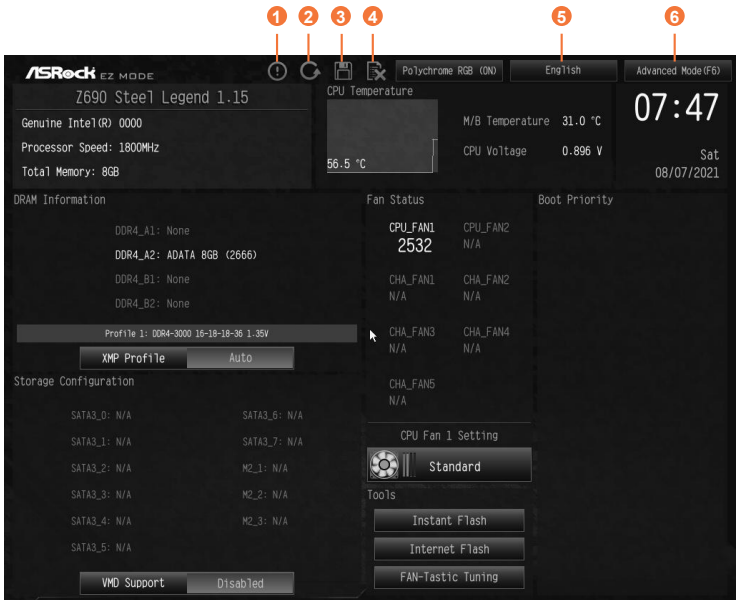 1 2 3 4 5 6
ASRock EZ MODE
Polychrome RGB (ON)
English
Advanced Mode(F6)
Z690 Steel Legend 1.15
Genuine Intel(R) 0000
Processor Speed: 1800MHz
Total Memory: 8GB
CPU Temperature
56.5 °C
M/B Temperature 31.0 °C
CPU Voltage 0.896 V
07:47
Sat
08/07/2021
DRAM Information
DDR4_A1: None
DDR4_A2: ADATA 8GB (2666)
DDR4_B1: None
DDR4_B2: None
Profile 1: DDR4-3000 16-18-18-36 1.35V
XMP Profile Auto
Storage Configuration
SATA3_0: N/A SATA3_6: N/A
SATA3_1: N/A SATA3_7: N/A
SATA3_2: N/A M2_1: N/A
SATA3_3: N/A M2_2: N/A
SATA3_4: N/A M2_3: N/A
SATA3_5: N/A
VMD Support Disabled
Fan Status
CPU_FAN1 CPU_FAN2
2532 N/A
CHA_FAN1 CHA_FAN2
N/A N/A
CHA_FAN3 CHA_FAN4
N/A N/A
CHA_FAN5
N/A
CPU Fan 1 Setting
Standard
Tools
Instant Flash
Internet Flash
FAN-Tastic Tuning
Boot Priority